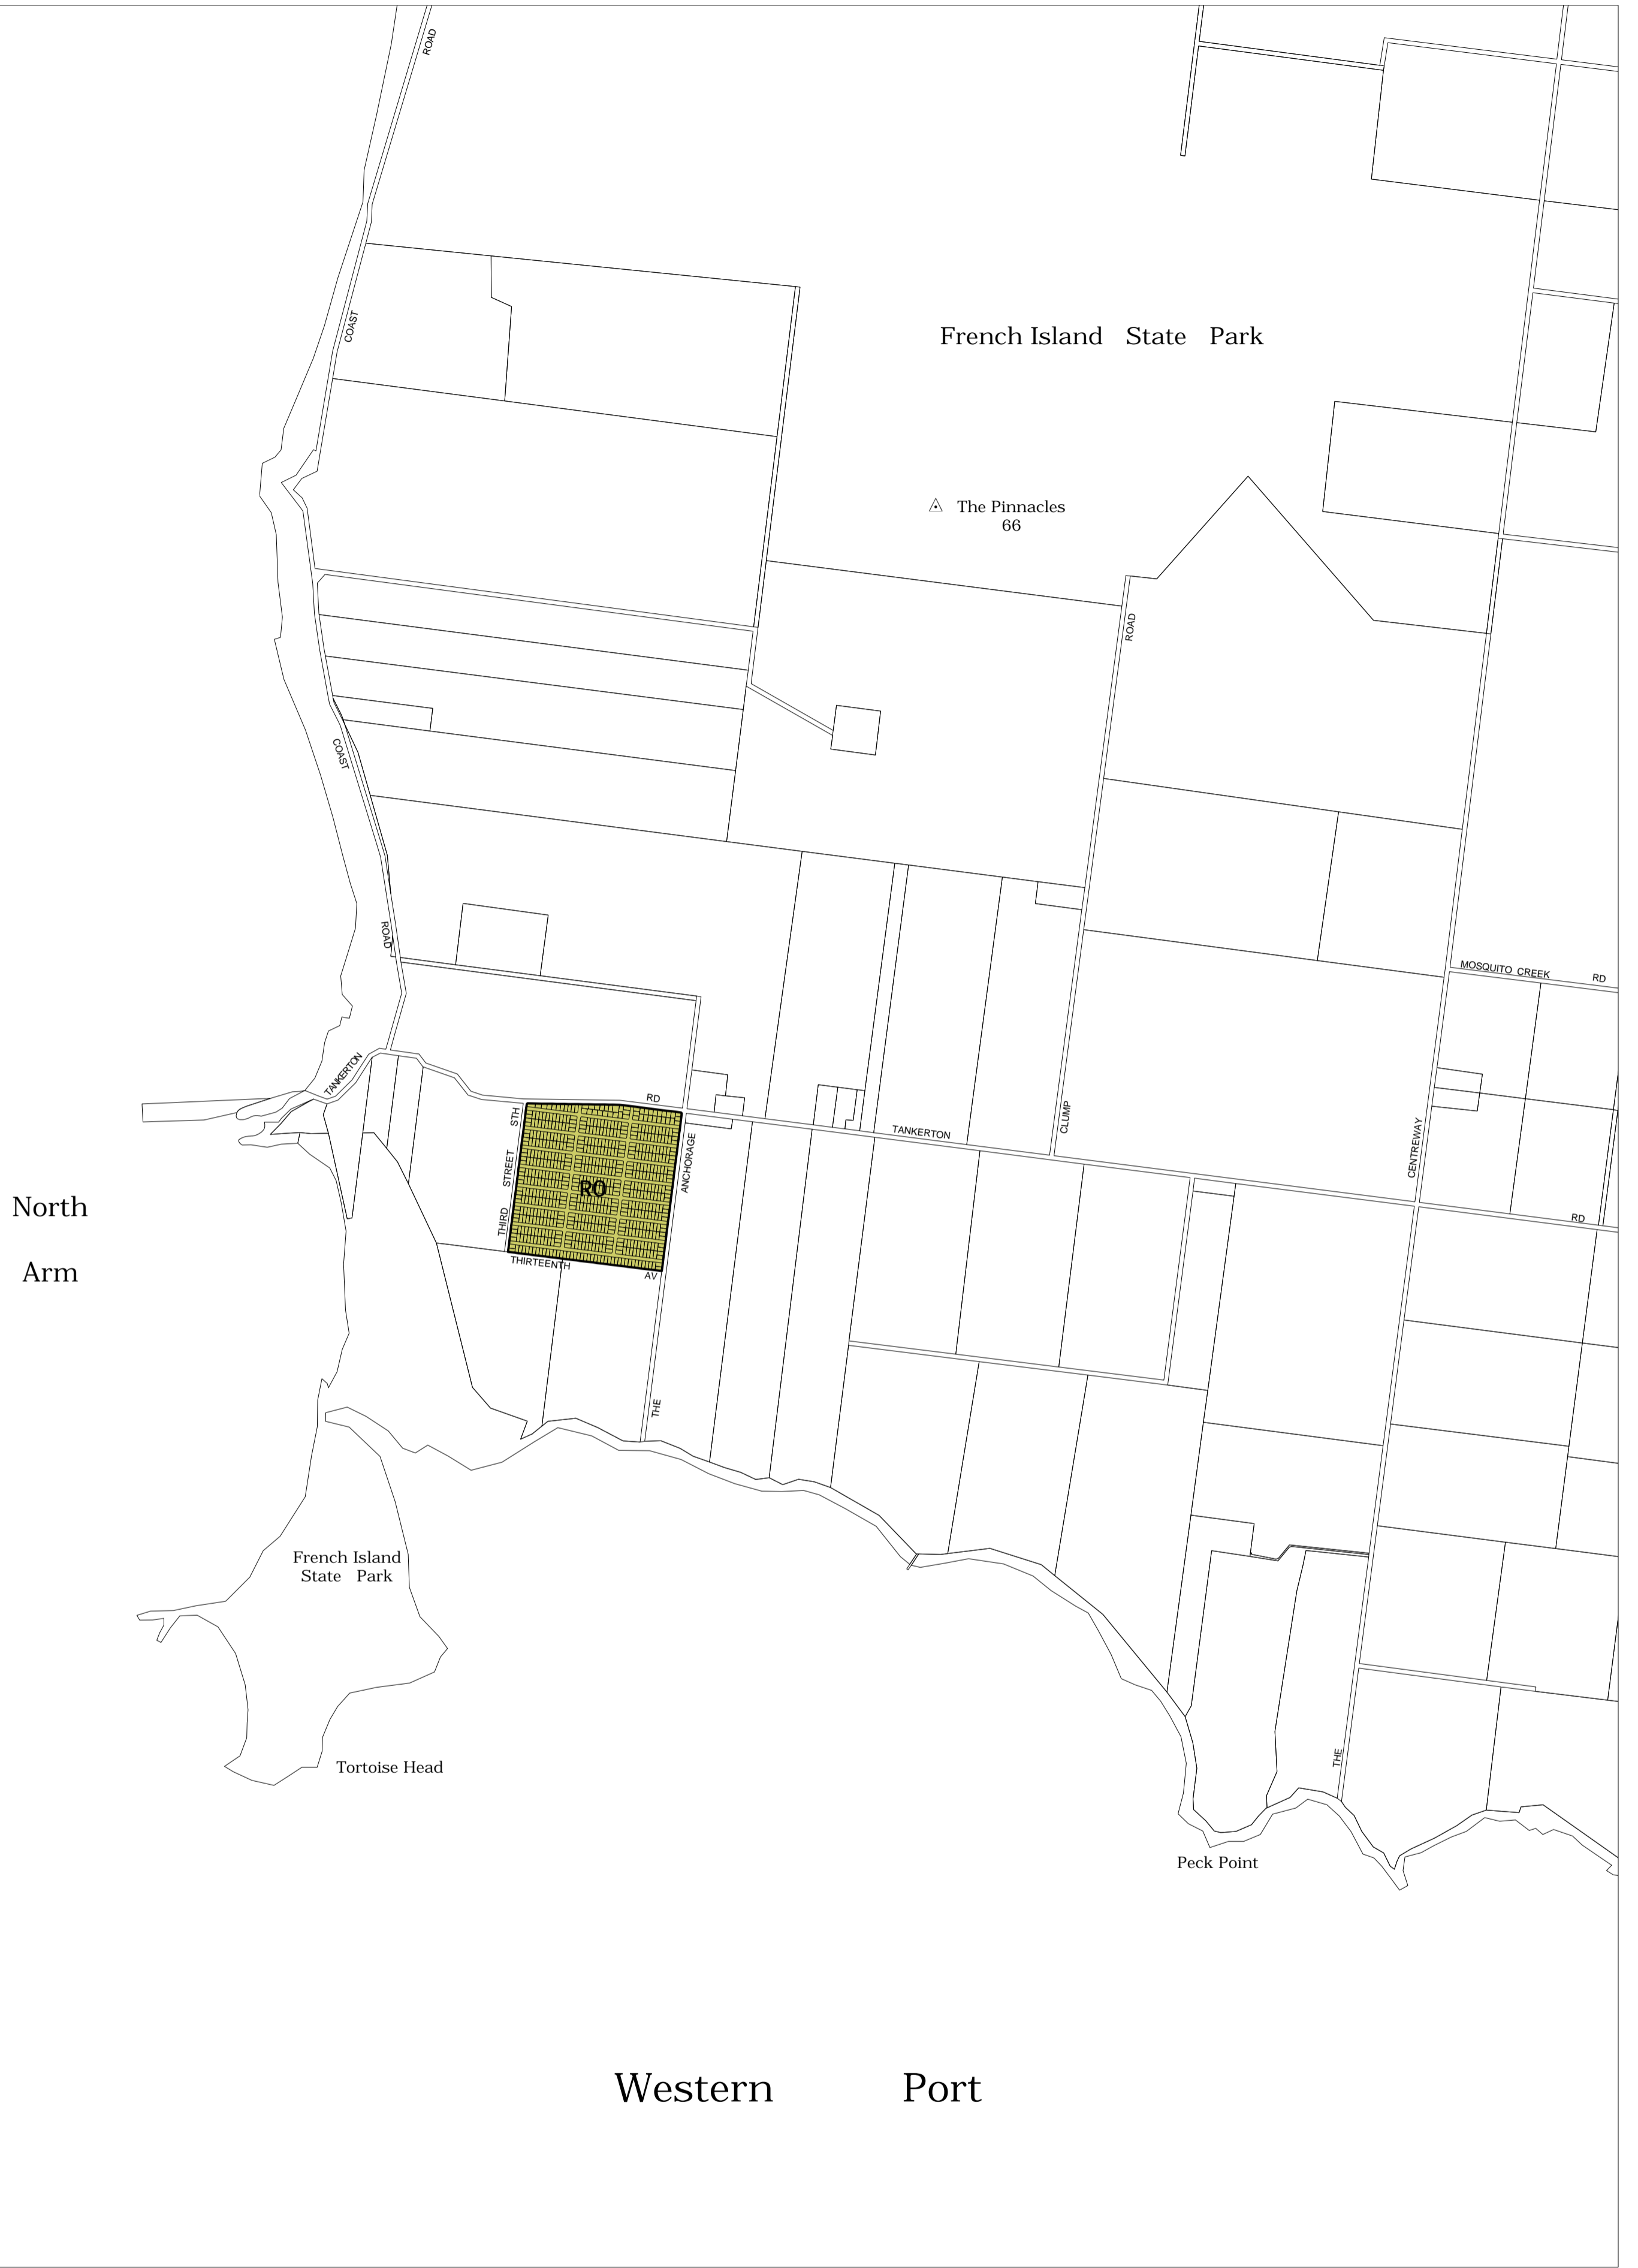 ROAD
COAST
French Island State Park
The Pinnacles
66
ROAD
COAST
ROAD
MOSQUITO CREEK RD
TANKERTON
RD
STH
STREET
THIRD
RO
ANCHORAGE
TANKERTON
CLUMP
CENTREWAY
RD
North
Arm
THIRTEENTH
AV
THE
French Island
State Park
THE
Tortoise Head
Peck Point
Western Port